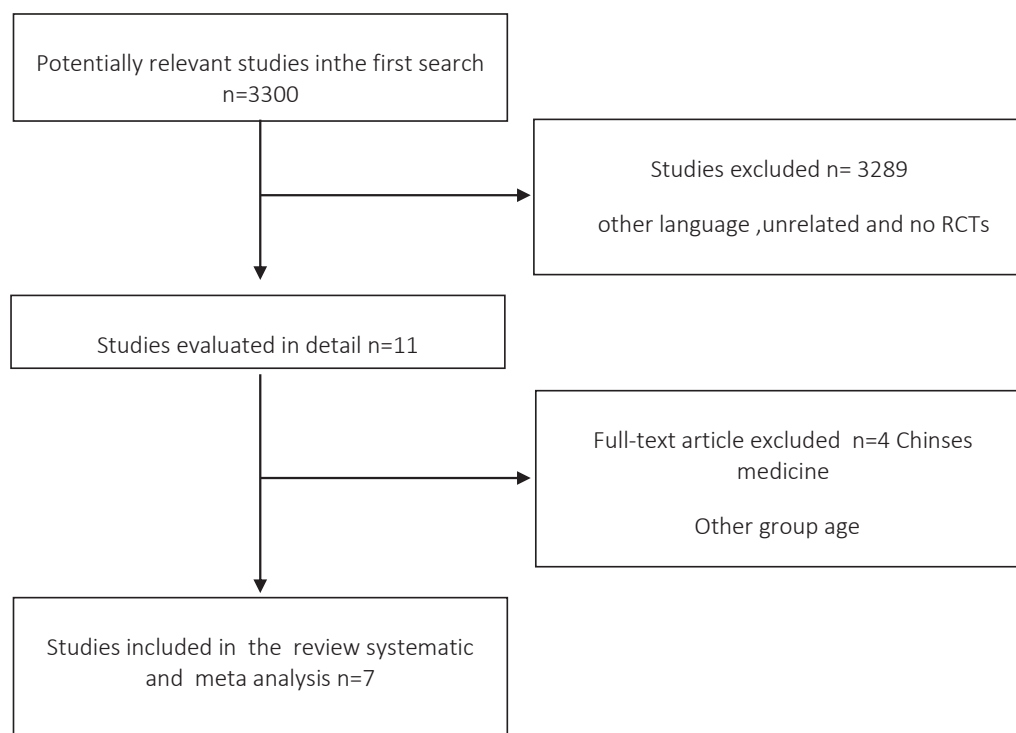 Potentially relevant studies inthe first search
n=3300
Studies excluded n= 3289
other language ,unrelated and no RCTs
Studies evaluated in detail n=11
Full-text article excluded n=4 Chinses
medicine
Other group age
Studies included in the review systematic
and meta analysis n=7